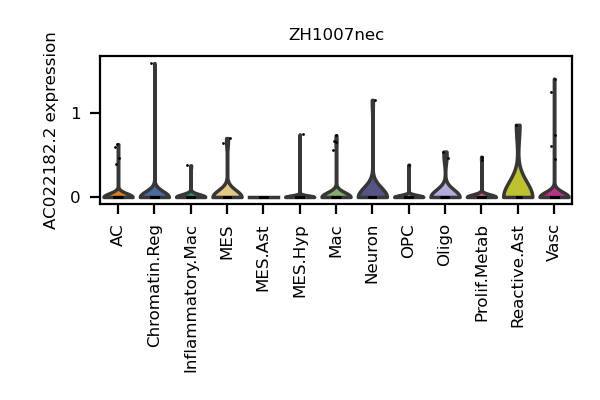 ZH1007nec
AC022182.2 expression
1
0
AC
Chromatin.Reg
Inflammatory.Mac
MES
MES.Ast
MES.Hyp
Mac
Neuron
OPC
Oligo
Prolif.Metab
Reactive.Ast
Vasc